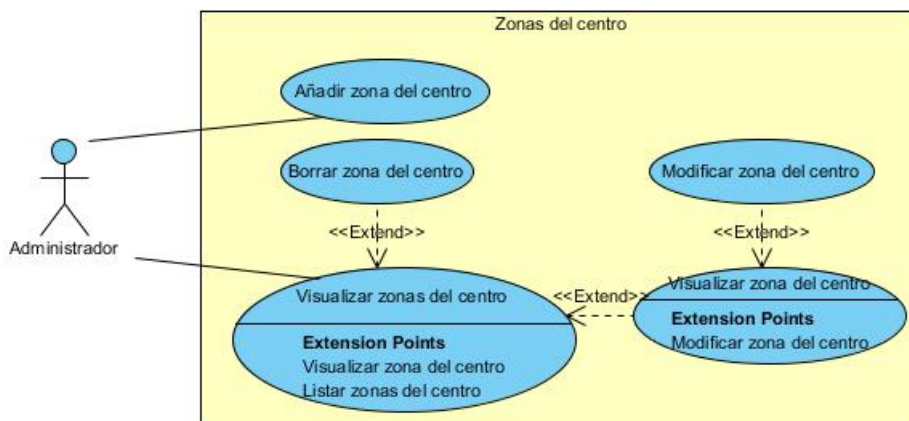 Zonas del centro
Añadir zona del centro
Borrar zona del centro
Modificar zona del centro
<<Extend>>
<<Extend>>
Administrador
Visualizar zonas del centro
<<Extend>>
Visualizar zona del centro
Extension Points
Visualizar zona del centro
Listar zonas del centro
Extension Points
Modificar zona del centro